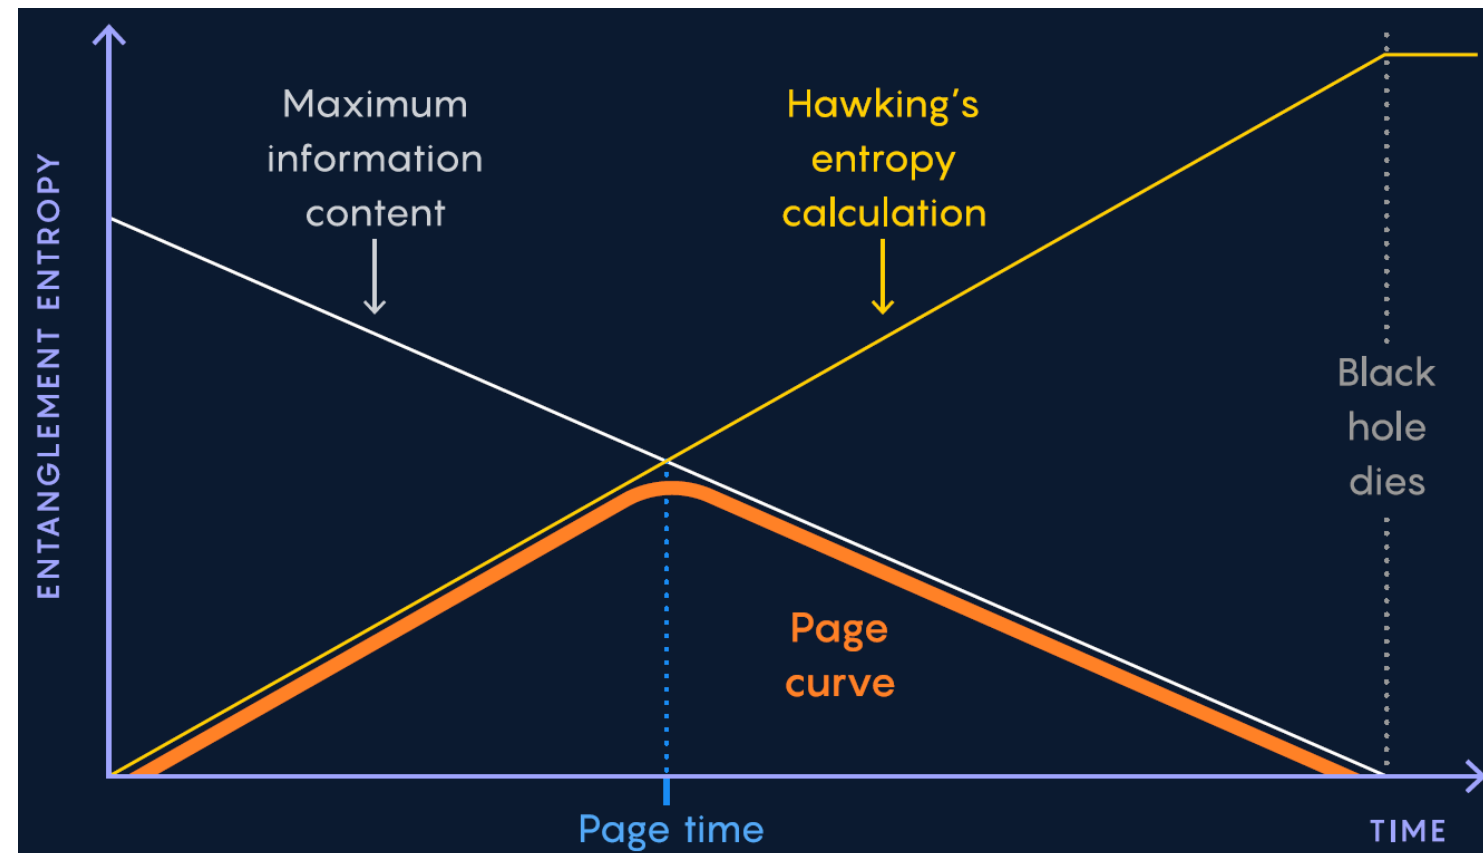 Maximum
information
content
Hawking’s
entropy
calculation
ENTANGLEMENT ENTROPY
Black
hole
dies
Page
curve
Page time
TIME